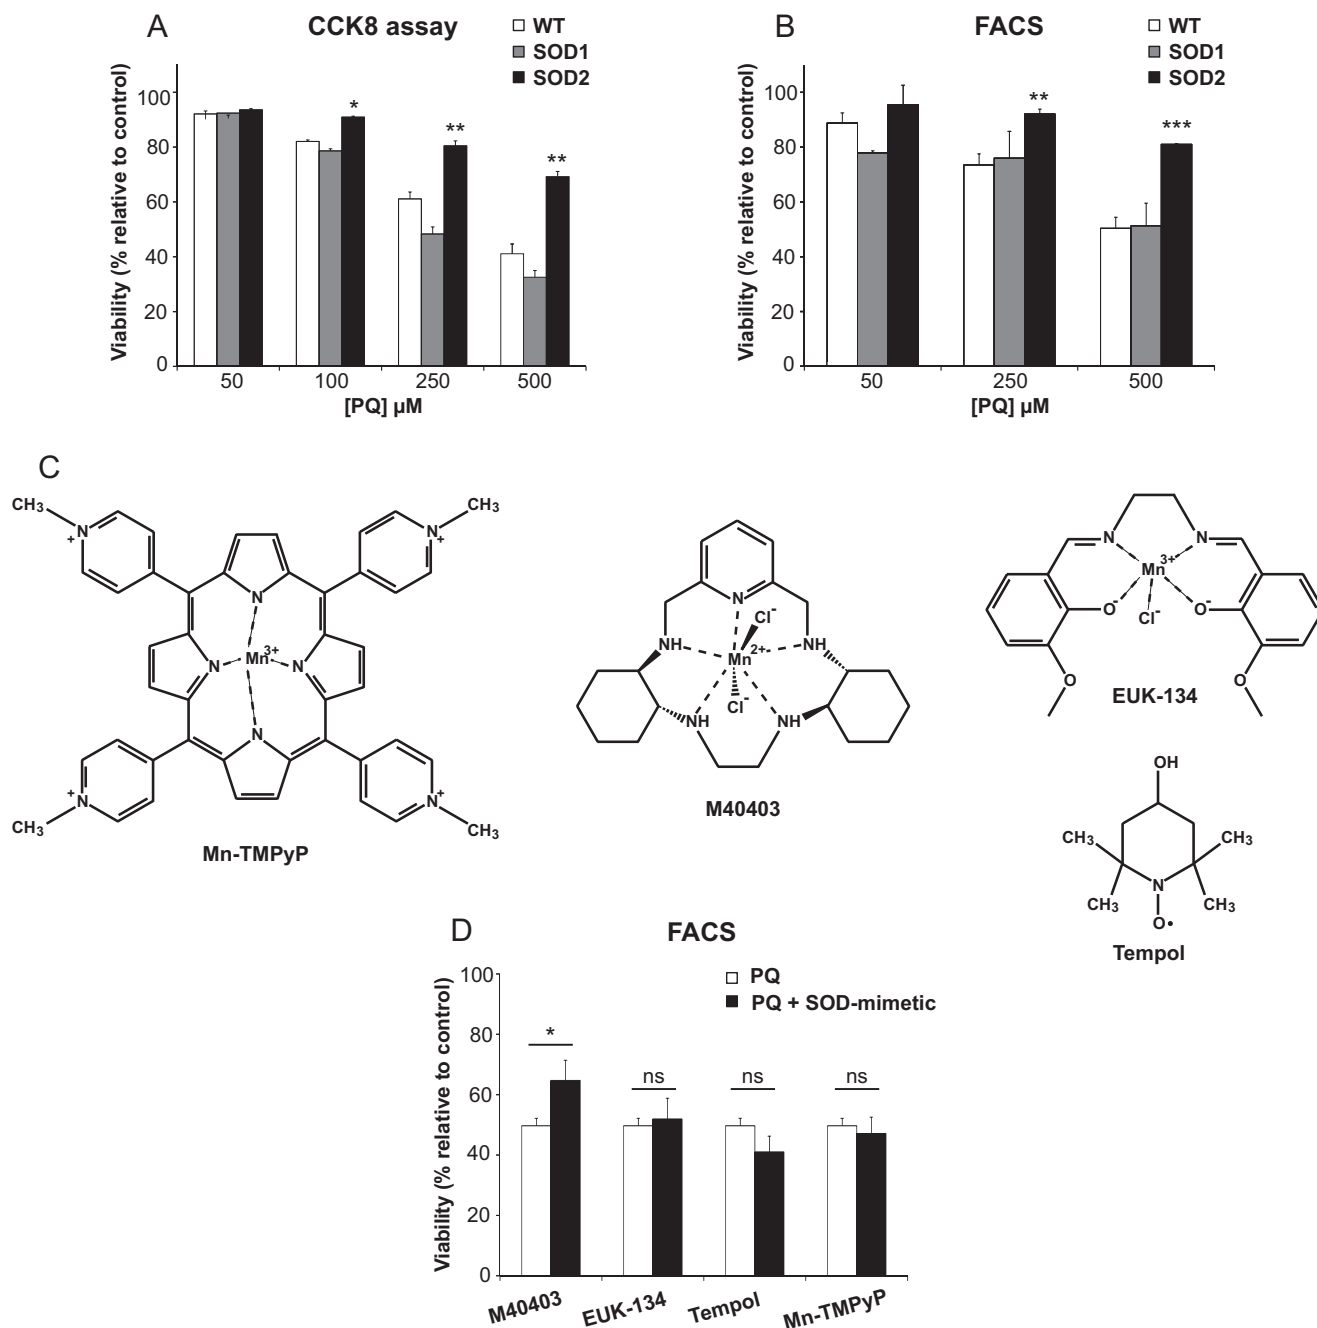 A
CCK8 assay
WT
SOD1
SOD2
Viability (% relative to control)
100
80
60
40
20
0
*
**
**
50 100 250 500
[PQ] µM
B
FACS
WT
SOD1
SOD2
Viability (% relative to control)
100
80
60
40
20
0
**
***
50 250 500
[PQ] µM
C
CH3
N
+
CH3
N
+
N
N
Mn3+
N
N
N
+
CH3
N
+
CH3
Mn-TMPyP
N
Cl-
NH
Mn2+
NH
Cl-
NH
NH
M40403
N
N
Mn3+
O-
Cl-
O-
O
O
EUK-134
OH
CH3
CH3
CH3
N
CH3
O•
Tempol
D
FACS
PQ
PQ + SOD-mimetic
Viability (% relative to control)
100
80
60
40
20
0
*
ns
ns
ns
M40403
EUK-134
Tempol
Mn-TMPyP